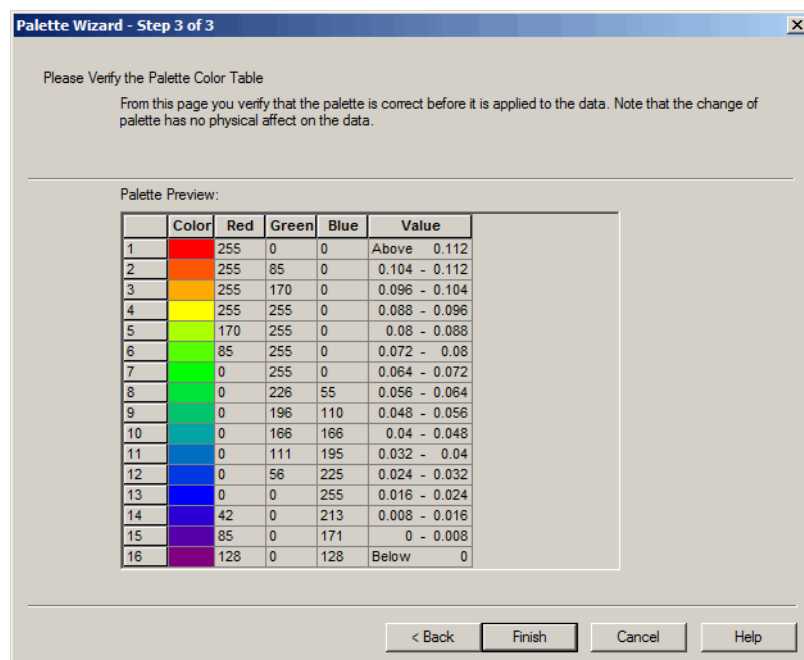 Palette Wizard - Step 3 of 3
Please Verify the Palette Color Table
From this page you verify that the palette is correct before it is applied to the data. Note that the change of
palette has no physical affect on the data.
Palette Preview:
Color Red Green Blue Value
1 255 0 0 Above 0.112
2 255 85 0 0.104 - 0.112
3 255 170 0 0.096 - 0.104
4 255 255 0 0.088 - 0.096
5 170 255 0 0.08 - 0.088
6 85 255 0 0.072 - 0.08
7 0 255 0 0.064 - 0.072
8 0 226 55 0.056 - 0.064
9 0 196 110 0.048 - 0.056
10 0 166 166 0.04 - 0.048
11 0 111 195 0.032 - 0.04
12 0 56 225 0.024 - 0.032
13 0 0 255 0.016 - 0.024
14 42 0 213 0.008 - 0.016
15 85 0 171 0 - 0.008
16 128 0 128 Below 0
< Back Finish Cancel Help